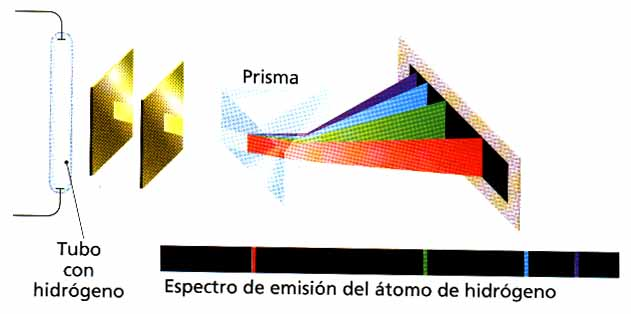 Prisma
Tubo
con
hidrógeno
Espectro de emisión del átomo de hidrógeno